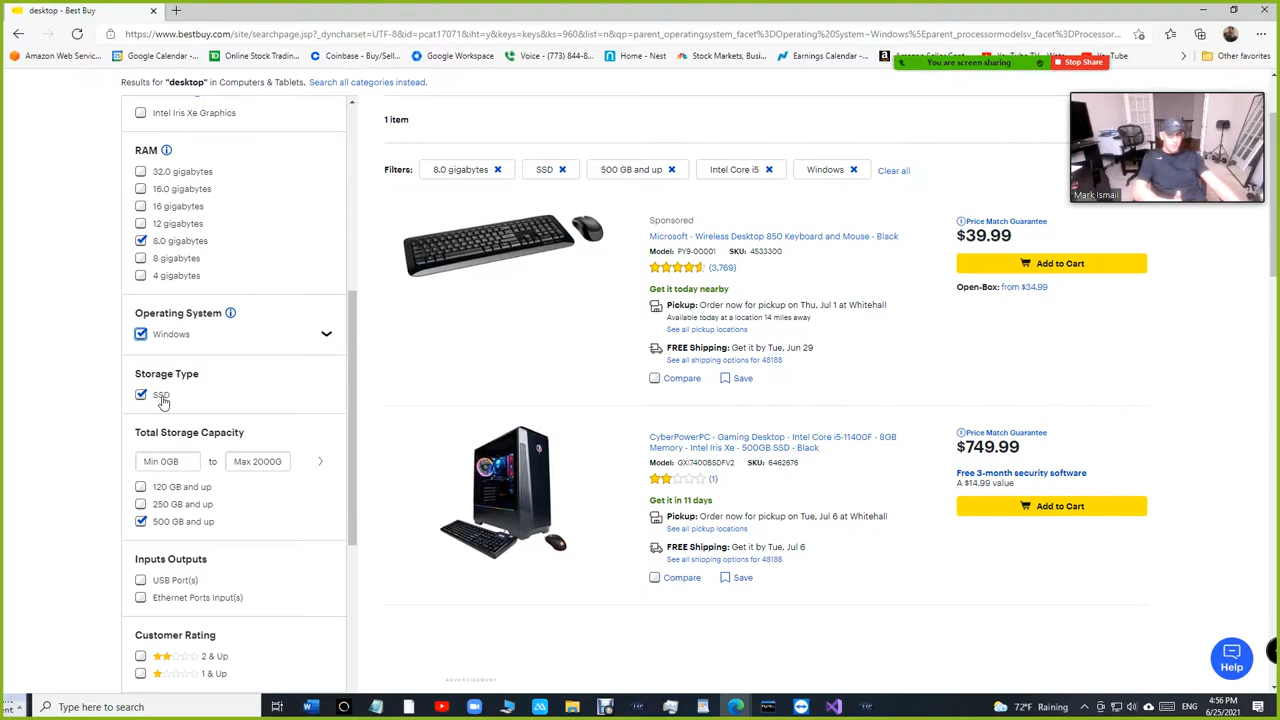 desktop - Best Buy
https://www.bestbuy.com/site/searchpage.jsp?_dyncharset=UTF-8&id=pcat17071&iht=y&keys=keys&ks=960&list=n&qp=parent_operatingsystem_facet%3DOperating%20System~Windows%5Eparent_processormodelsv_facet%3DProcessor...
Amazon Web Servic...
Google Calendar -...
Online Stock Tradin...
Coinbase - Buy/Sell...
Google Workspace
Voice - (773) 844-8...
Home - Lynda
Stock Markets, Busi...
Earnings Calendar -...
YouTube
Other favorites
You are screen sharing
Stop Share
Results for "desktop" in Computers & Tablets. Search all categories instead.
Intel Iris Xe Graphics
RAM
32.0 gigabytes
16.0 gigabytes
16 gigabytes
12 gigabytes
8.0 gigabytes
8 gigabytes
4 gigabytes
Operating System
Windows
Storage Type
SSD
Total Storage Capacity
Min 0GB to Max 2000G
120 GB and up
250 GB and up
500 GB and up
Inputs Outputs
USB Port(s)
Ethernet Ports Input(s)
Customer Rating
2 & Up
1 & Up
1 item
Filters: 8.0 gigabytes SSD 500 GB and up Intel Core i5 Windows Clear all
Sponsored
Microsoft - Wireless Desktop 850 Keyboard and Mouse - Black
Model: PY9-00001 SKU: 4533300
(3,769)
Get it today nearby
Pickup: Order now for pickup on Thu, Jul 1 at Whitehall
Available today at a location 14 miles away
See all pickup locations
FREE Shipping: Get it by Tue, Jun 29
See all shipping options for 48188
Compare Save
Price Match Guarantee
$39.99
Add to Cart
Open-Box: from $34.99
CyberPowerPC - Gaming Desktop - Intel Core i5-11400F - 8GB
Memory - Intel Iris Xe - 500GB SSD - Black
Model: GXi7400BSDFV2 SKU: 6462676
(1)
Get it in 11 days
Pickup: Order now for pickup on Tue, Jul 6 at Whitehall
See all pickup locations
FREE Shipping: Get it by Tue, Jul 6
See all shipping options for 48188
Compare Save
Price Match Guarantee
$749.99
Free 3-month security software
A $14.99 value
Add to Cart
ADVERTISEMENT
Mark Ismail
Help
Type here to search
72°F Raining
4:56 PM
6/25/2021